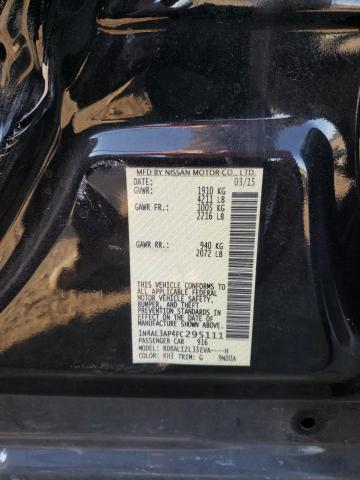 MFD BY NISSAN MOTOR CO., LTD.
DATE: 03/15
GVWR: 1910 KG
4211 LB
GAWR FR: 1005 KG
2216 LB
GAWR RR: 940 KG
2072 LB
THIS VEHICLE CONFORMS TO
ALL APPLICABLE FEDERAL
MOTOR VEHICLE SAFETY,
BUMPER, AND THEFT
PREVENTION STANDARDS IN
EFFECT ON THE DATE OF
MANUFACTURE SHOWN ABOVE.
1N4AL3AP4FC295111
PASSENGER CAR 916
MODEL: BDBALIZL33EVA----H
COLOR: KH3 TRIM: G 9N00A